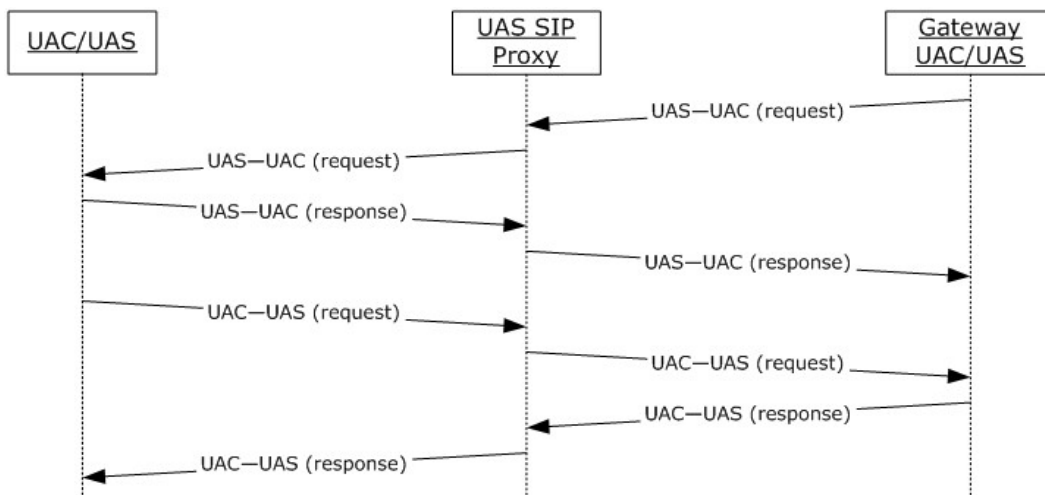 UAC/UAS
UAS SIP
Proxy
Gateway
UAC/UAS
UAS—UAC (request)
UAS—UAC (request)
UAS—UAC (response)
UAS—UAC (response)
UAC—UAS (request)
UAC—UAS (request)
UAC—UAS (response)
UAC—UAS (response)